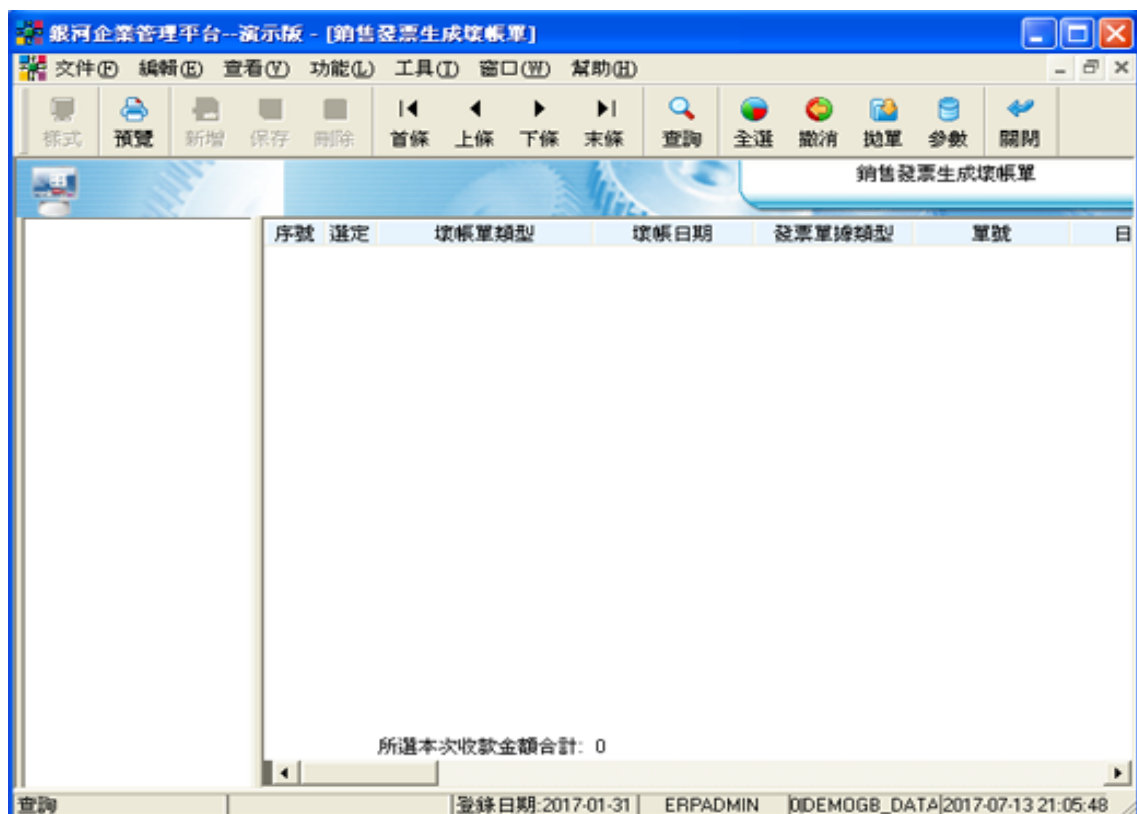 銀河企業管理平台--演示版 - [銷售發票生成壞帳單]
交件(F) 編輯(E) 查看(V) 功能(L) 工具(T) 窗口(W) 幫助(H)
樣式 預覽 新增 保存 刪除 首條 上條 下條 末條 查詢 全選 撤消 拋單 參數 關閉
銷售發票生成壞帳單
序號 選定 壞帳單類型 壞帳日期 發票單據類型 單號 日
所選本次收款金額合計: 0
查詢 登錄日期:2017-01-31 ERPADMIN 0|DEMOGB_DATA 2017-07-13 21:05:48